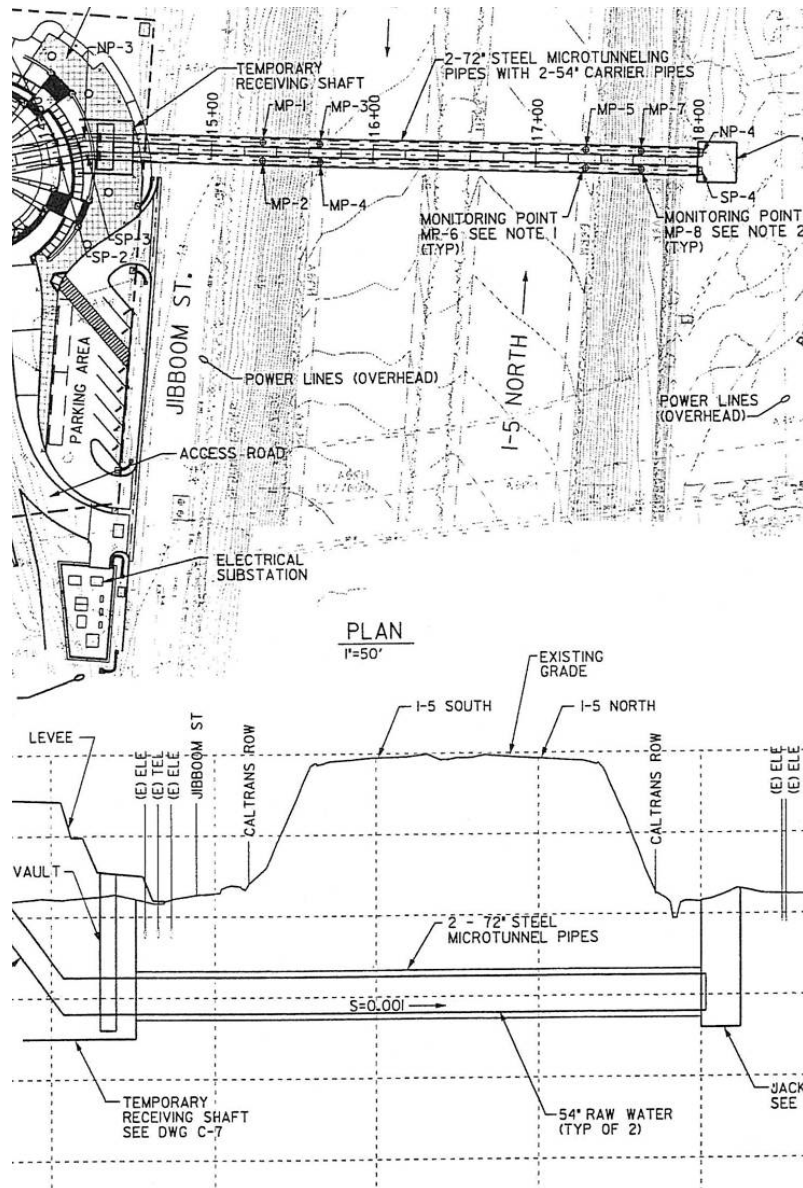 NP-3
TEMPORARY
RECEIVING SHAFT
MP-1
MP-3
2-72" STEEL MICROTUNNELING
PIPES WITH 2-54" CARRIER PIPES
15+00
16+00
17+00
18+00
MP-5
MP-7
NP-4
MP-2
MP-4
SP-4
MONITORING POINT
MP-6 SEE NOTE 1
(TYP)
MONITORING POINT
MP-8 SEE NOTE 2
(TYP)
SP-3
SP-2
JIBBOOM ST.
PARKING AREA
POWER LINES (OVERHEAD)
I-5 NORTH
POWER LINES
(OVERHEAD)
ACCESS ROAD
ELECTRICAL
SUBSTATION
PLAN
1"=50'
EXISTING
GRADE
I-5 SOUTH
I-5 NORTH
LEVEE
(E) ELE
(E) TEL
(E) ELE
JIBBOOM ST
CALTRANS ROW
CALTRANS ROW
(E) ELE
(E) ELE
VAULT
2 - 72" STEEL
MICROTUNNEL PIPES
S=0.001
TEMPORARY
RECEIVING SHAFT
SEE DWG C-7
54" RAW WATER
(TYP OF 2)
JACK
SEE